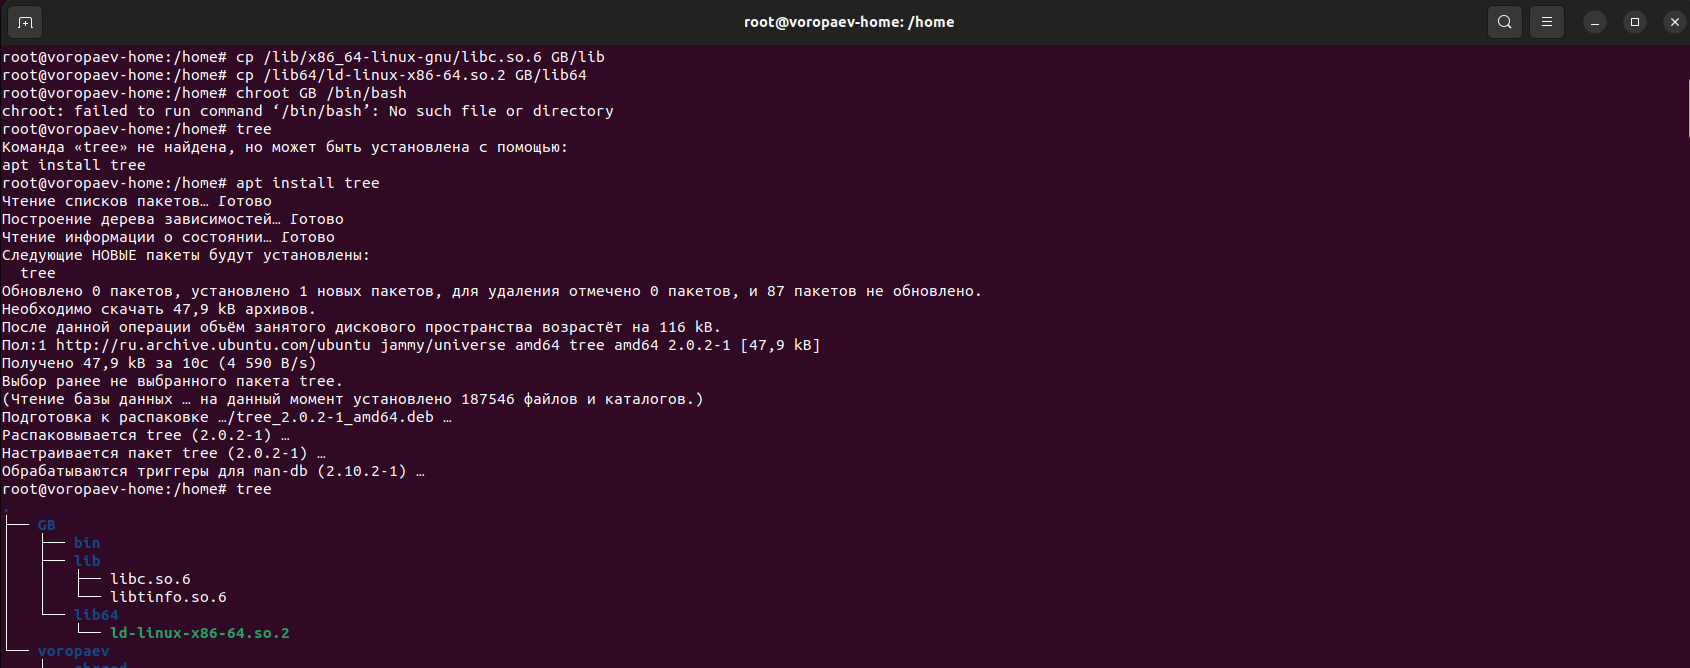 root@voropaev-home: /home
root@voropaev-home:/home# cp /lib/x86_64-linux-gnu/libc.so.6 GB/lib
root@voropaev-home:/home# cp /lib64/ld-linux-x86-64.so.2 GB/lib64
root@voropaev-home:/home# chroot GB /bin/bash
chroot: failed to run command ‘/bin/bash’: No such file or directory
root@voropaev-home:/home# tree
Команда «tree» не найдена, но может быть установлена с помощью:
apt install tree
root@voropaev-home:/home# apt install tree
Чтение списков пакетов… Готово
Построение дерева зависимостей… Готово
Чтение информации о состоянии… Готово
Следующие НОВЫЕ пакеты будут установлены:
  tree
Обновлено 0 пакетов, установлено 1 новых пакетов, для удаления отмечено 0 пакетов, и 87 пакетов не обновлено.
Необходимо скачать 47,9 kB архивов.
После данной операции объём занятого дискового пространства возрастёт на 116 kB.
Пол:1 http://ru.archive.ubuntu.com/ubuntu jammy/universe amd64 tree amd64 2.0.2-1 [47,9 kB]
Получено 47,9 kB за 10с (4 590 B/s)
Выбор ранее не выбранного пакета tree.
(Чтение базы данных … на данный момент установлено 187546 файлов и каталогов.)
Подготовка к распаковке …/tree_2.0.2-1_amd64.deb …
Распаковывается tree (2.0.2-1) …
Настраивается пакет tree (2.0.2-1) …
Обрабатываются триггеры для man-db (2.10.2-1) …
root@voropaev-home:/home# tree
.
├── GB
│   ├── bin
│   ├── lib
│   │   ├── libc.so.6
│   │   └── libtinfo.so.6
│   └── lib64
│       └── ld-linux-x86-64.so.2
└── voropaev